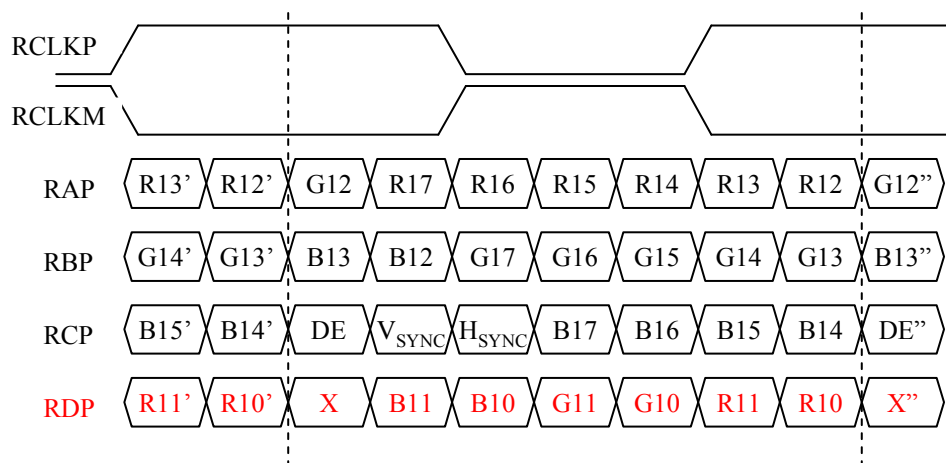 RCLKP
RCLKM
RAP R13’ R12’ G12 R17 R16 R15 R14 R13 R12 G12”
RBP G14’ G13’ B13 B12 G17 G16 G15 G14 G13 B13”
RCP B15’ B14’ DE VSYNC HSYNC B17 B16 B15 B14 DE”
RDP R11’ R10’ X B11 B10 G11 G10 R11 R10 X”